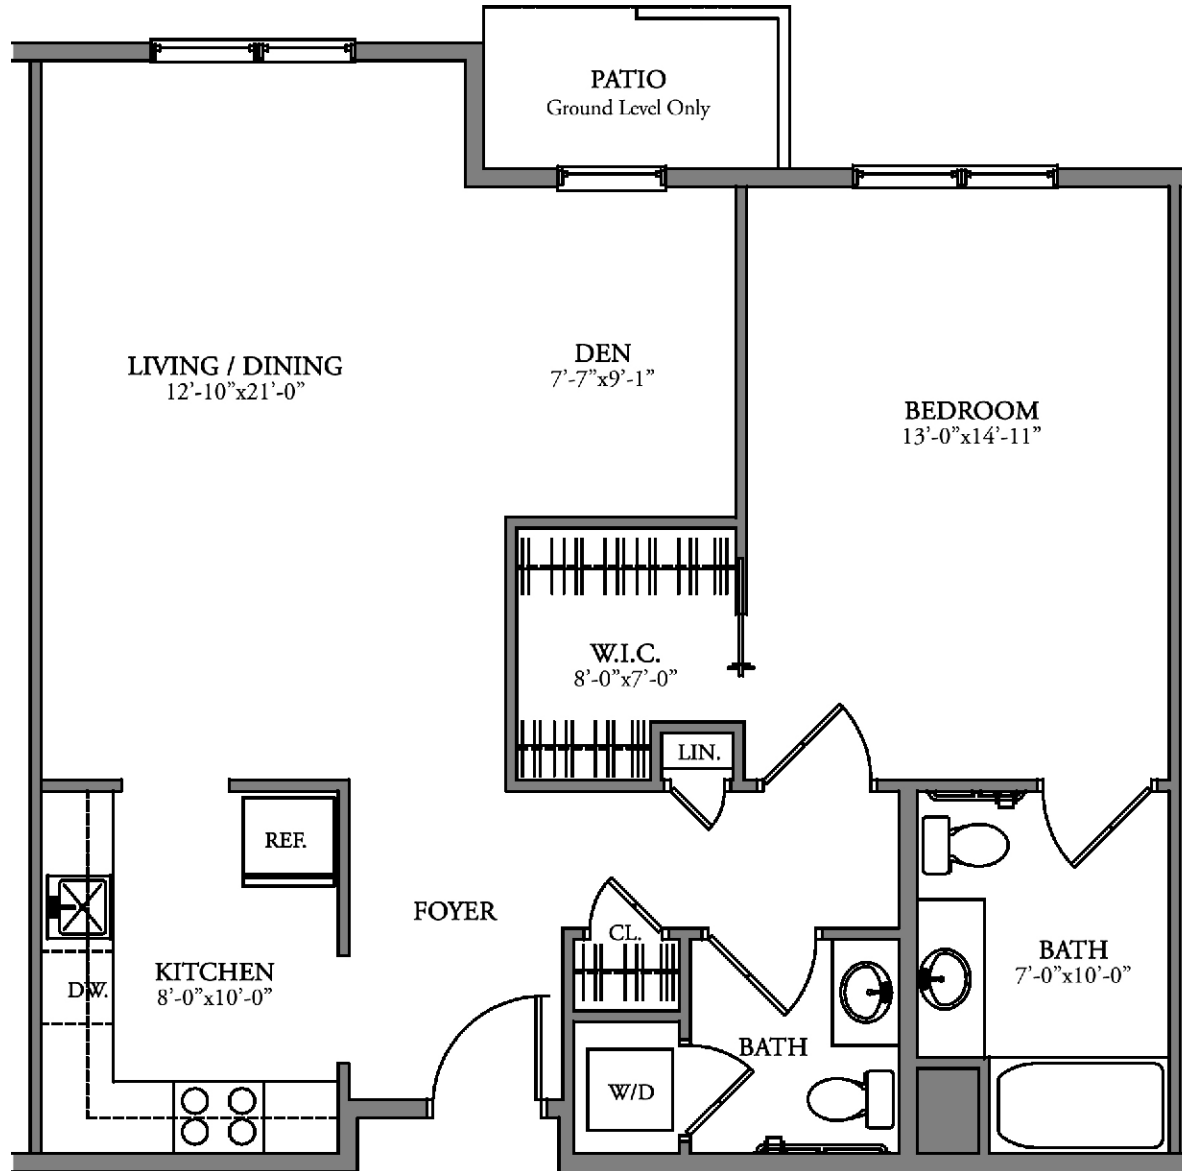 PATIO
Ground Level Only
LIVING / DINING
12’-10”x21’-0”
DEN
7’-7”x9’-1”
BEDROOM
13’-0”x14’-11”
W.I.C.
8’-0”x7’-0”
LIN.
REF.
FOYER
CL.
KITCHEN
8’-0”x10’-0”
DW.
BATH
7’-0”x10’-0”
BATH
W/D